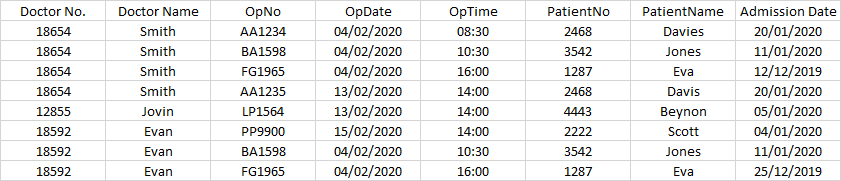 Doctor No. Doctor Name OpNo OpDate OpTime PatientNo PatientName Admission Date
18654 Smith AA1234 04/02/2020 08:30 2468 Davies 20/01/2020
18654 Smith BA1598 04/02/2020 10:30 3542 Jones 11/01/2020
18654 Smith FG1965 04/02/2020 16:00 1287 Eva 12/12/2019
18654 Smith AA1235 13/02/2020 14:00 2468 Davis 20/01/2020
12855 Jovin LP1564 13/02/2020 14:00 4443 Beynon 05/01/2020
18592 Evan PP9900 15/02/2020 14:00 2222 Scott 04/01/2020
18592 Evan BA1598 04/02/2020 10:30 3542 Jones 11/01/2020
18592 Evan FG1965 04/02/2020 16:00 1287 Eva 25/12/2019